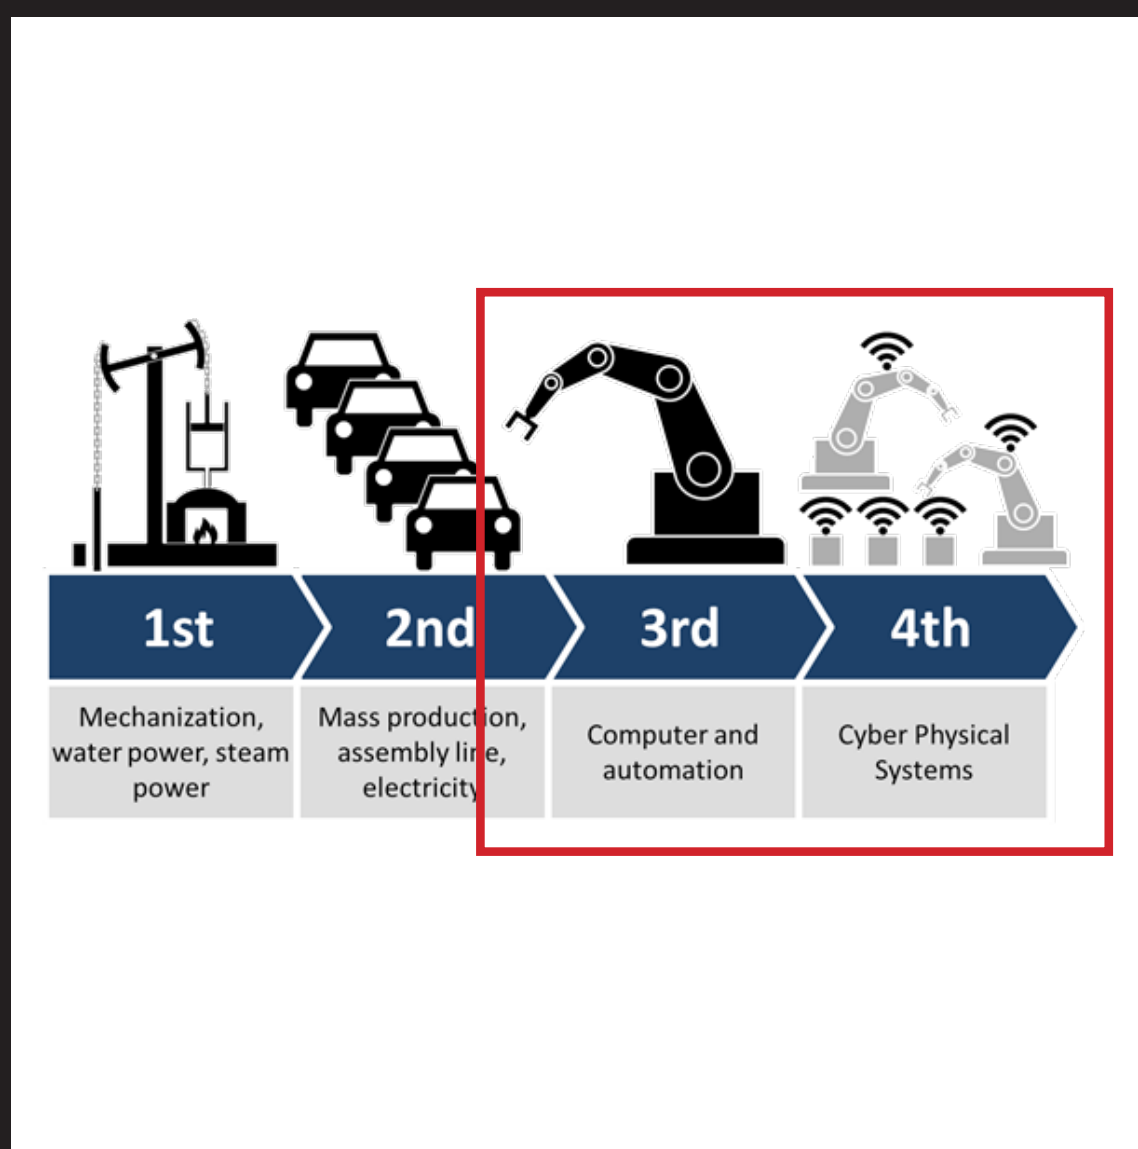 1st
2nd
3rd
4th
Mechanization,
water power, steam
power
Mass production,
assembly line,
electricity
Computer and
automation
Cyber Physical
Systems